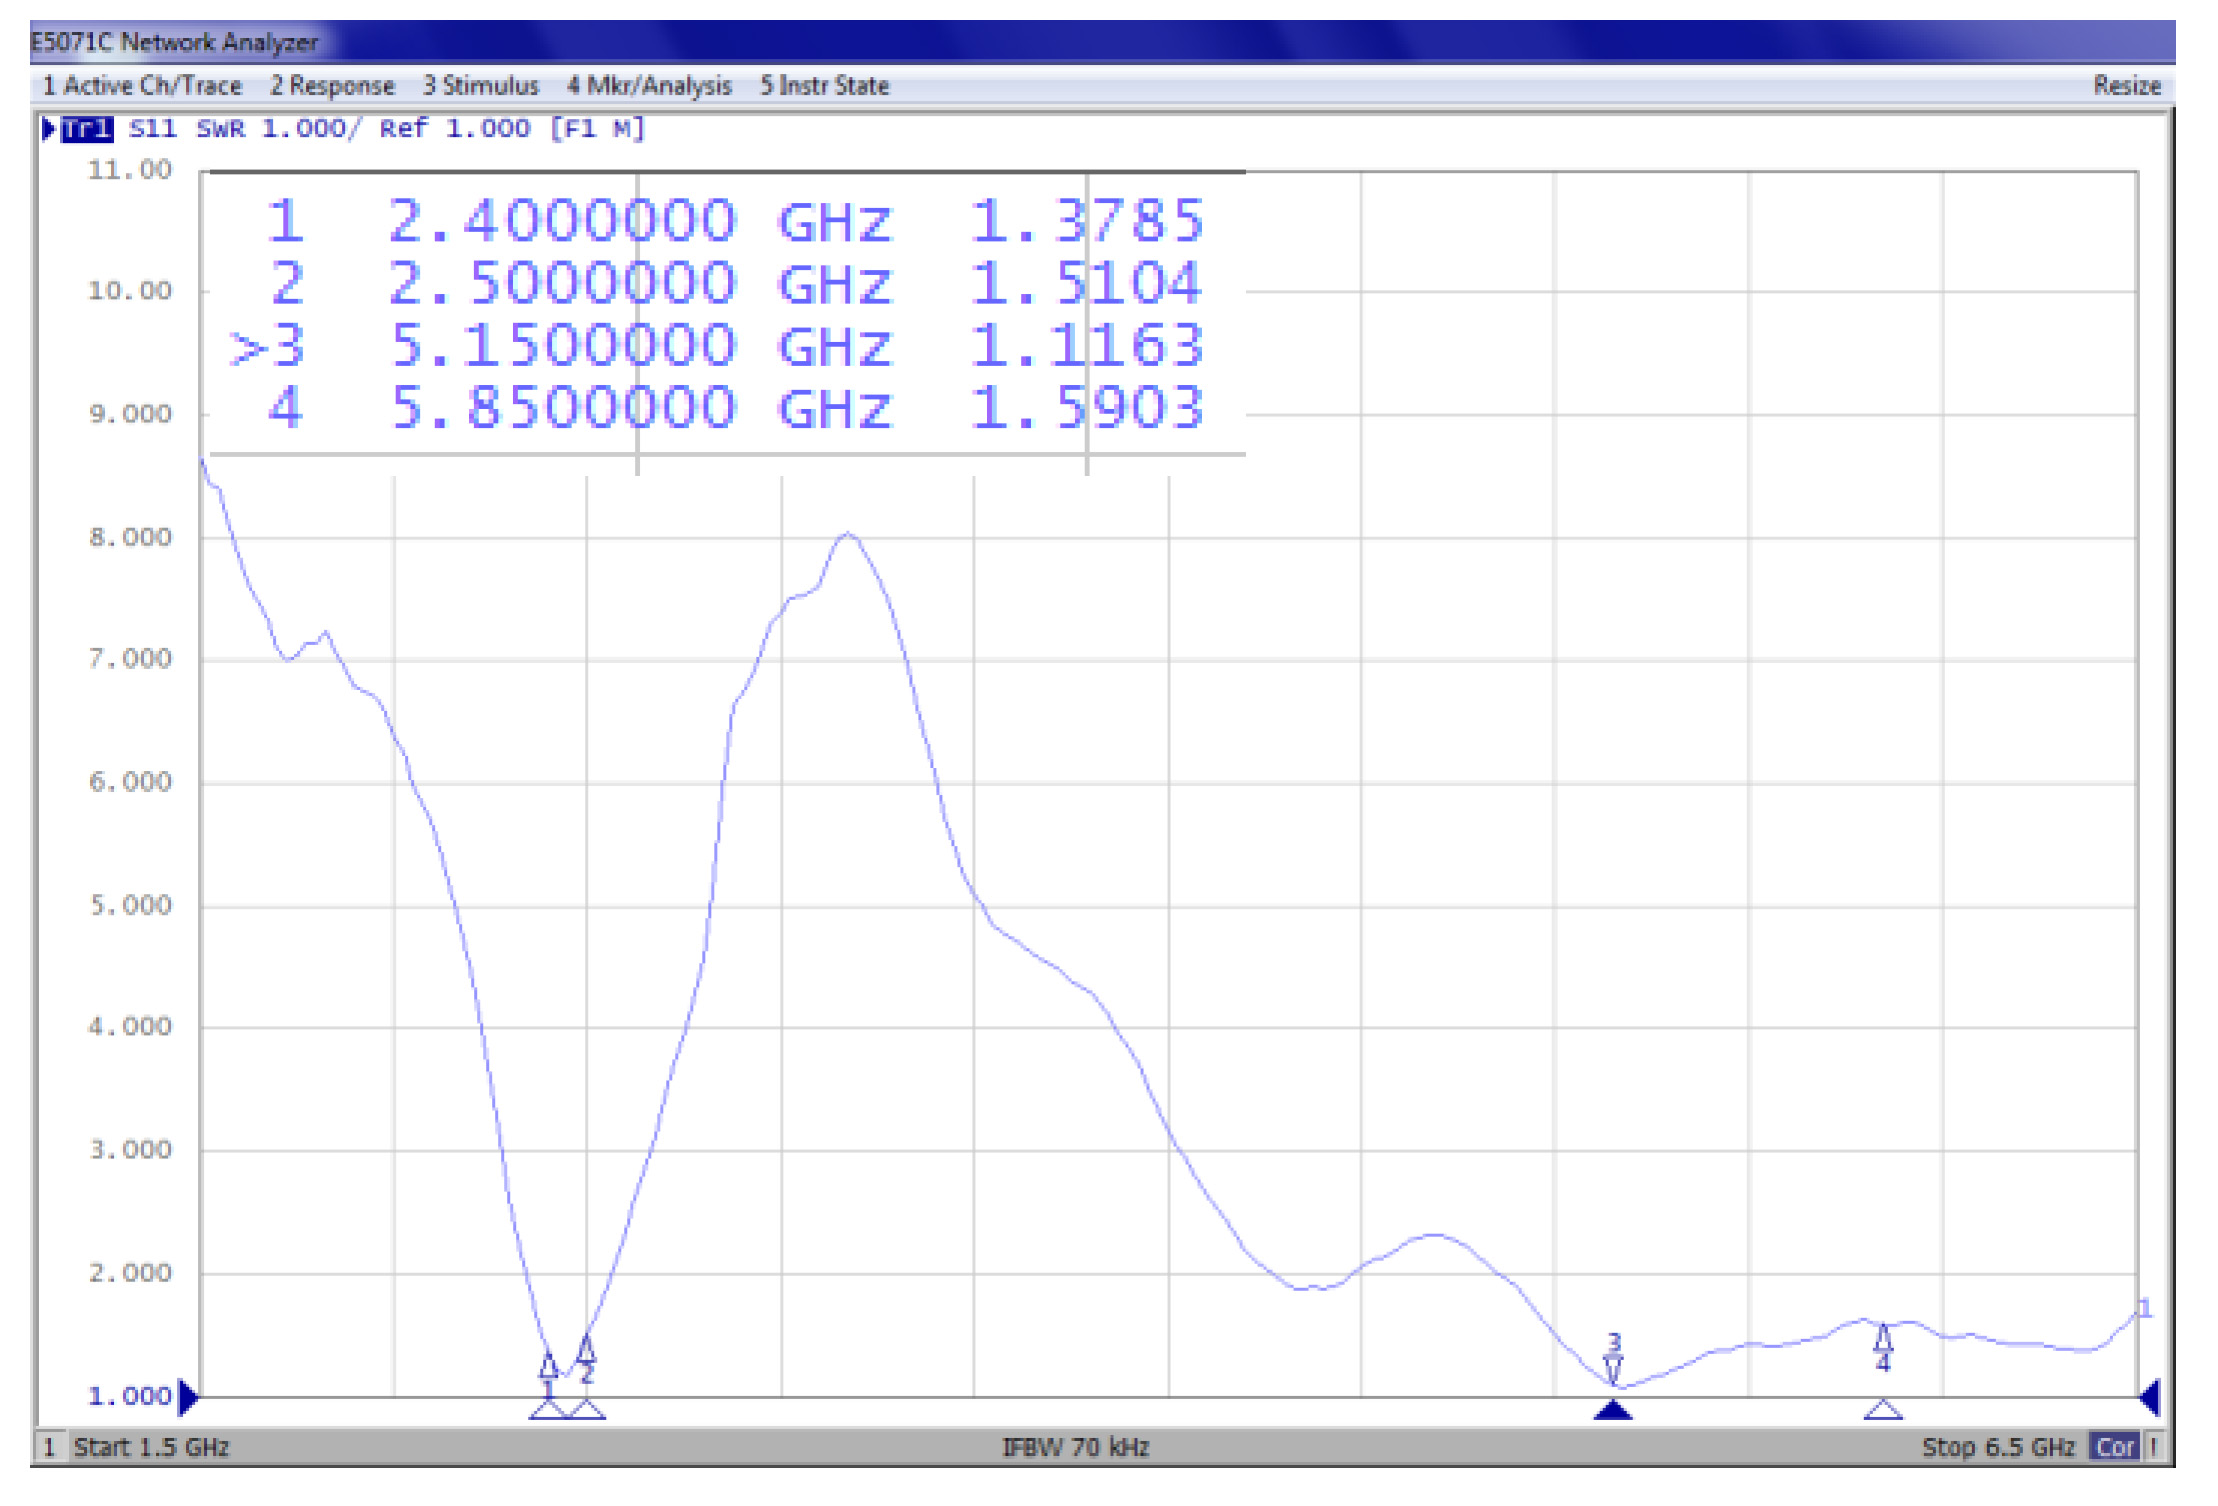 E5071C Network Analyzer
1 Active Ch/Trace 2 Response 3 Stimulus 4 Mkr/Analysis 5 Instr State Resize
Tr1 S11 SWR 1.000/ Ref 1.000 [F1 M]
11.00
1 2.4000000 GHz 1.3785
2 2.5000000 GHz 1.5104
10.00
>3 5.1500000 GHz 1.1163
4 5.8500000 GHz 1.5903
9.000
8.000
7.000
6.000
5.000
4.000
3.000
2.000
1
3
4
2
1
1.000
1 Start 1.5 GHz IFBW 70 kHz Stop 6.5 GHz Cor !